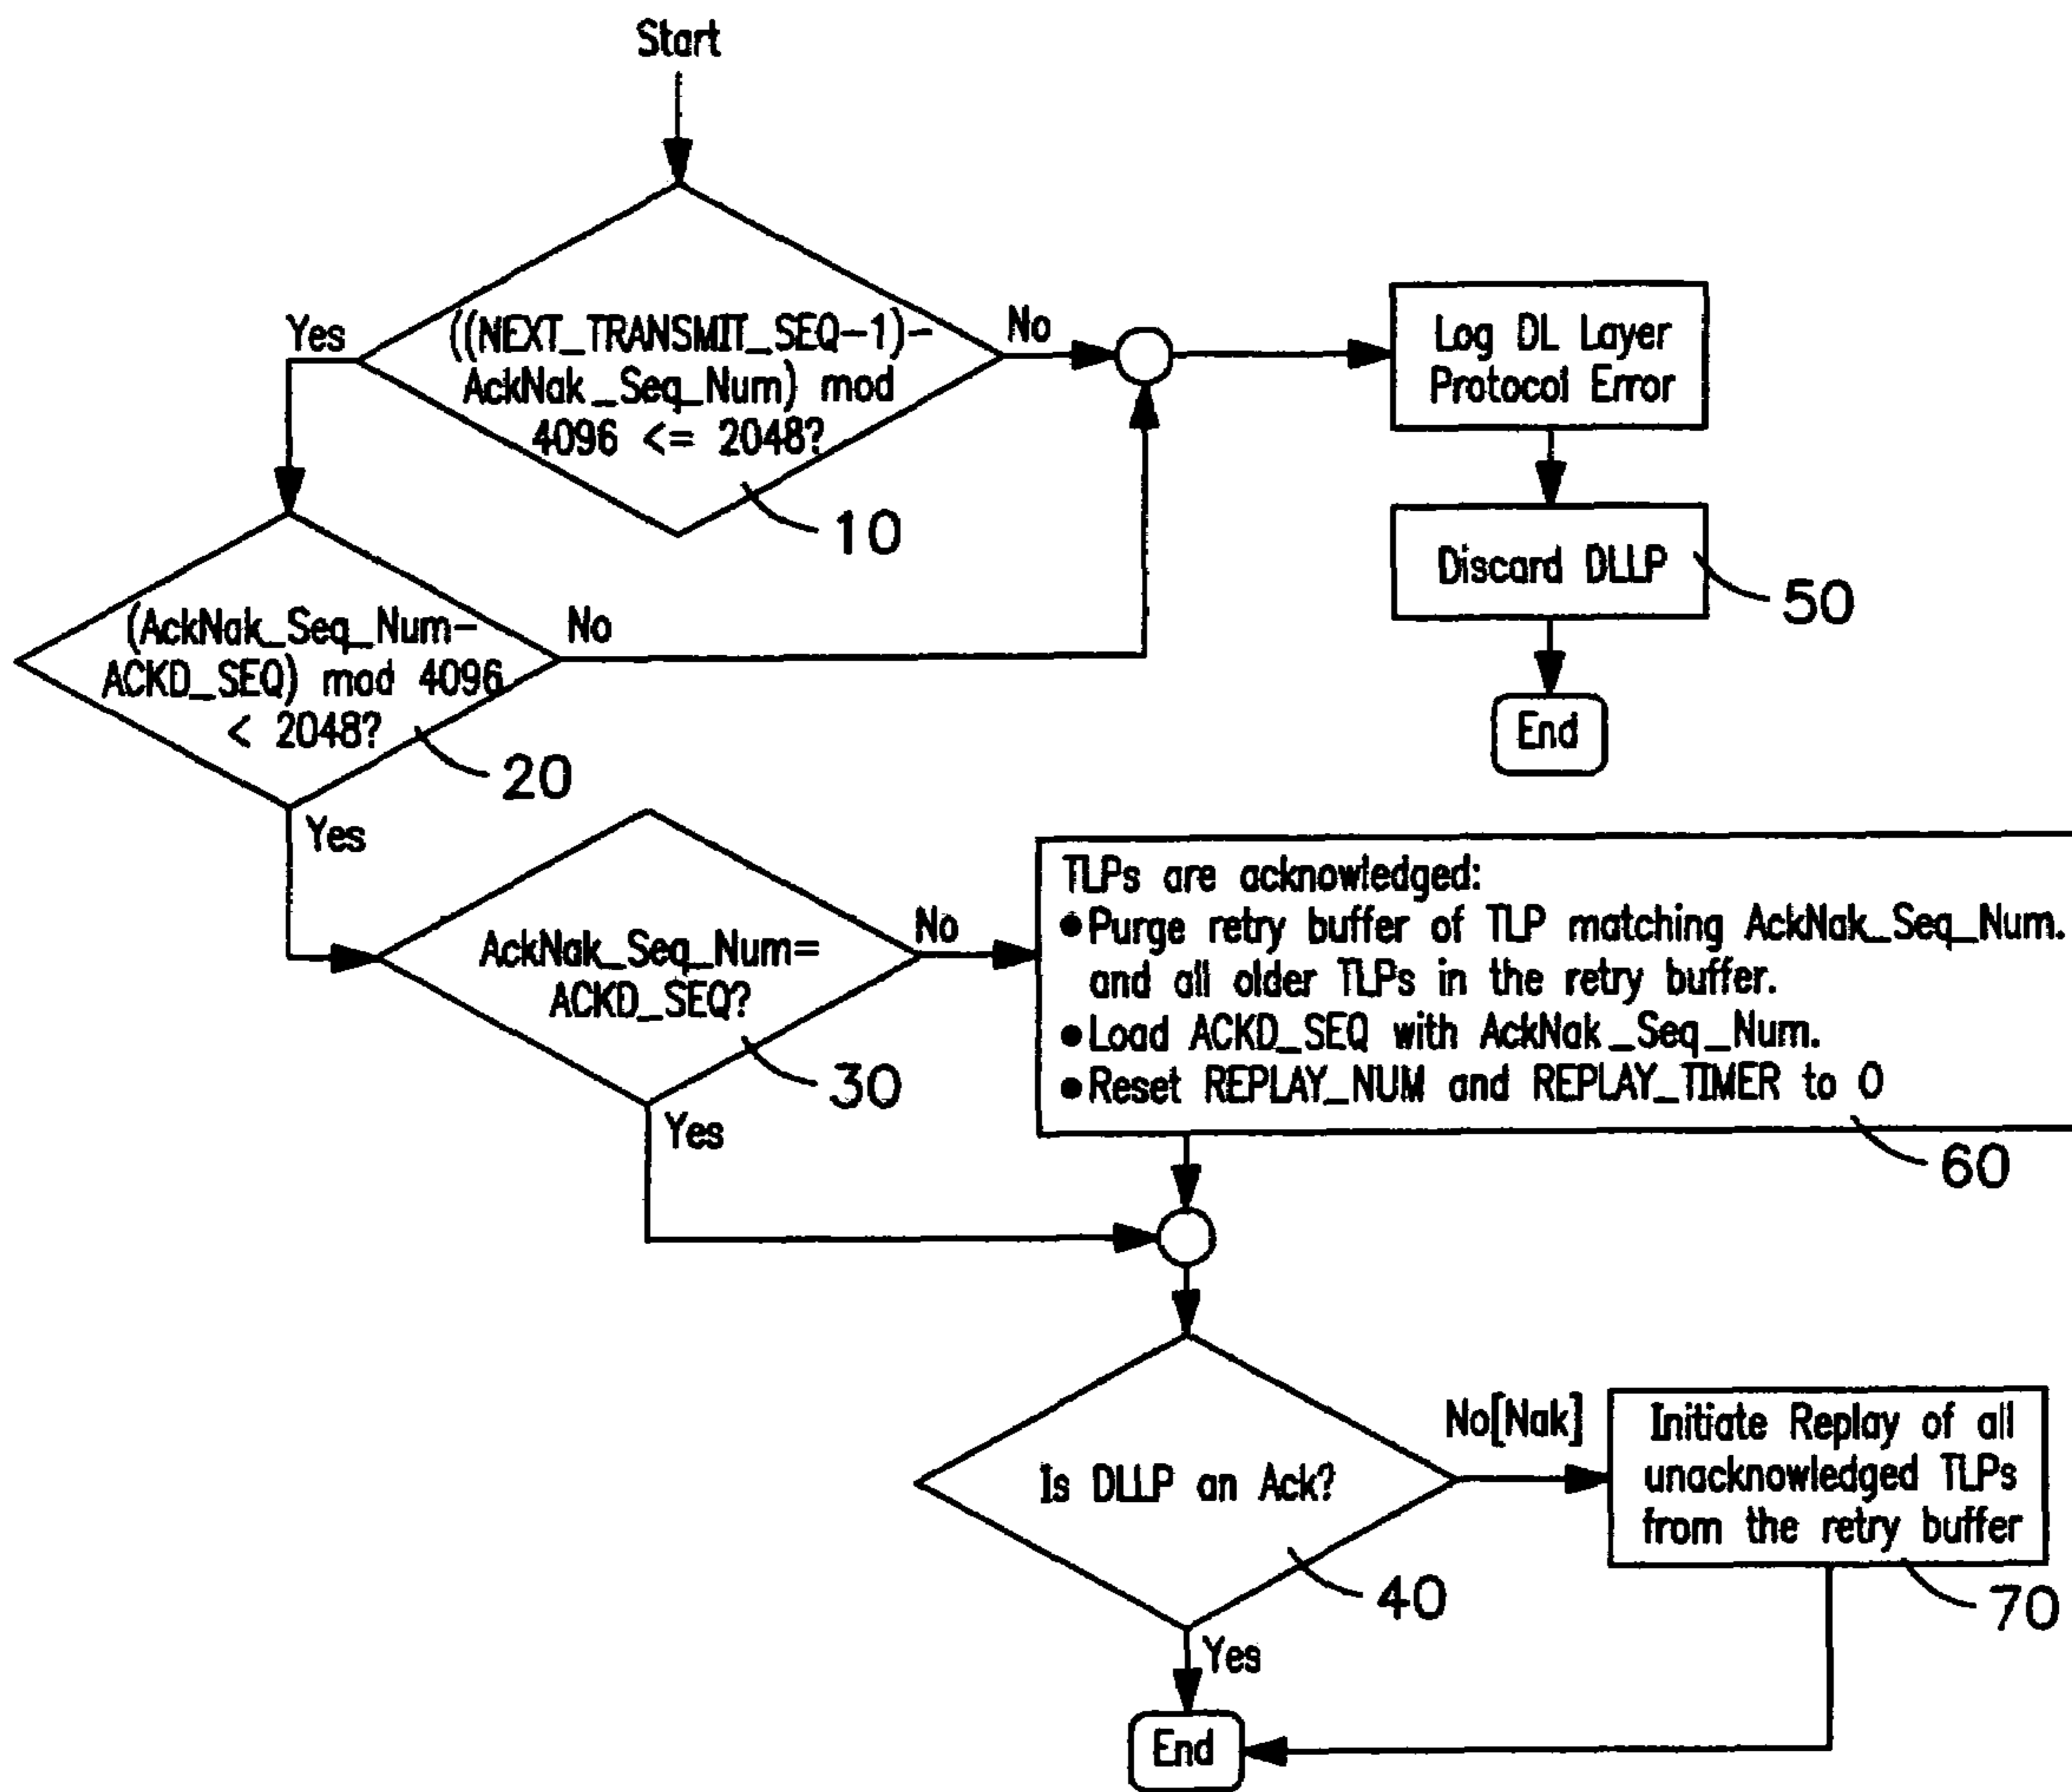 Start
((NEXT_TRANSMIT_SEQ-1)-
AckNak_Seq_Num) mod
4096 <= 2048?
Yes
No
10
Log DL Layer
Protocol Error
Discard DLLP
50
End
(AckNak_Seq_Num-
ACKD_SEQ) mod 4096
< 2048?
No
20
Yes
AckNak_Seq_Num=
ACKD_SEQ?
No
30
Yes
TLPs are acknowledged:
●Purge retry buffer of TLP matching AckNak_Seq_Num.
and all older TLPs in the retry buffer.
●Load ACKD_SEQ with AckNak_Seq_Num.
●Reset REPLAY_NUM and REPLAY_TIMER to 0
60
Is DLLP an Ack?
No[Nak]
40
Yes
Initiate Replay of all
unacknowledged TLPs
from the retry buffer
70
End